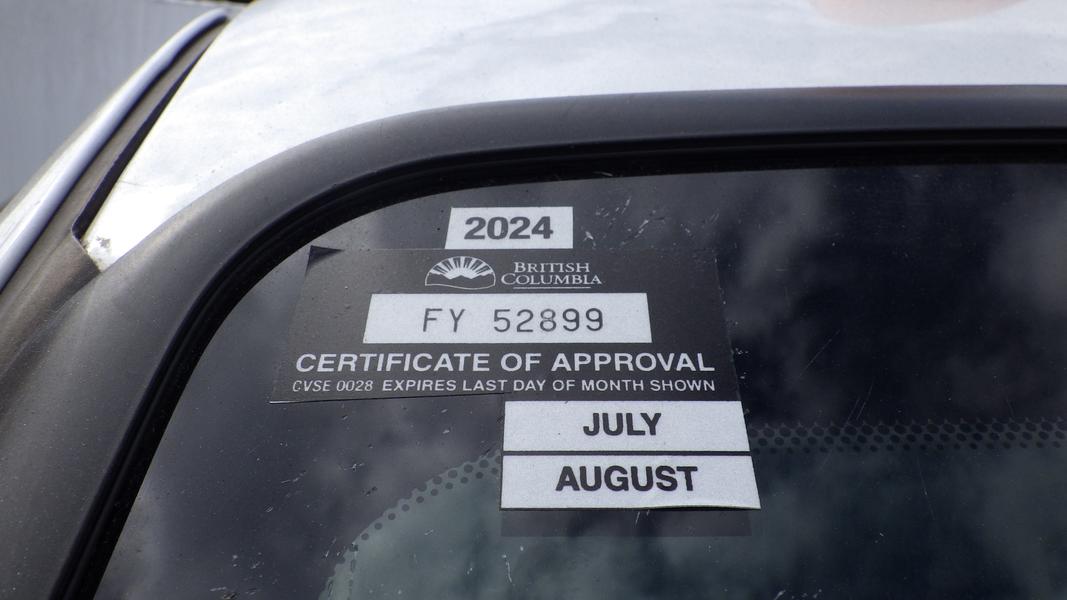 2024
BRITISH
COLUMBIA
FY 52899
CERTIFICATE OF APPROVAL
CVSE 0028 EXPIRES LAST DAY OF MONTH SHOWN
JULY
AUGUST